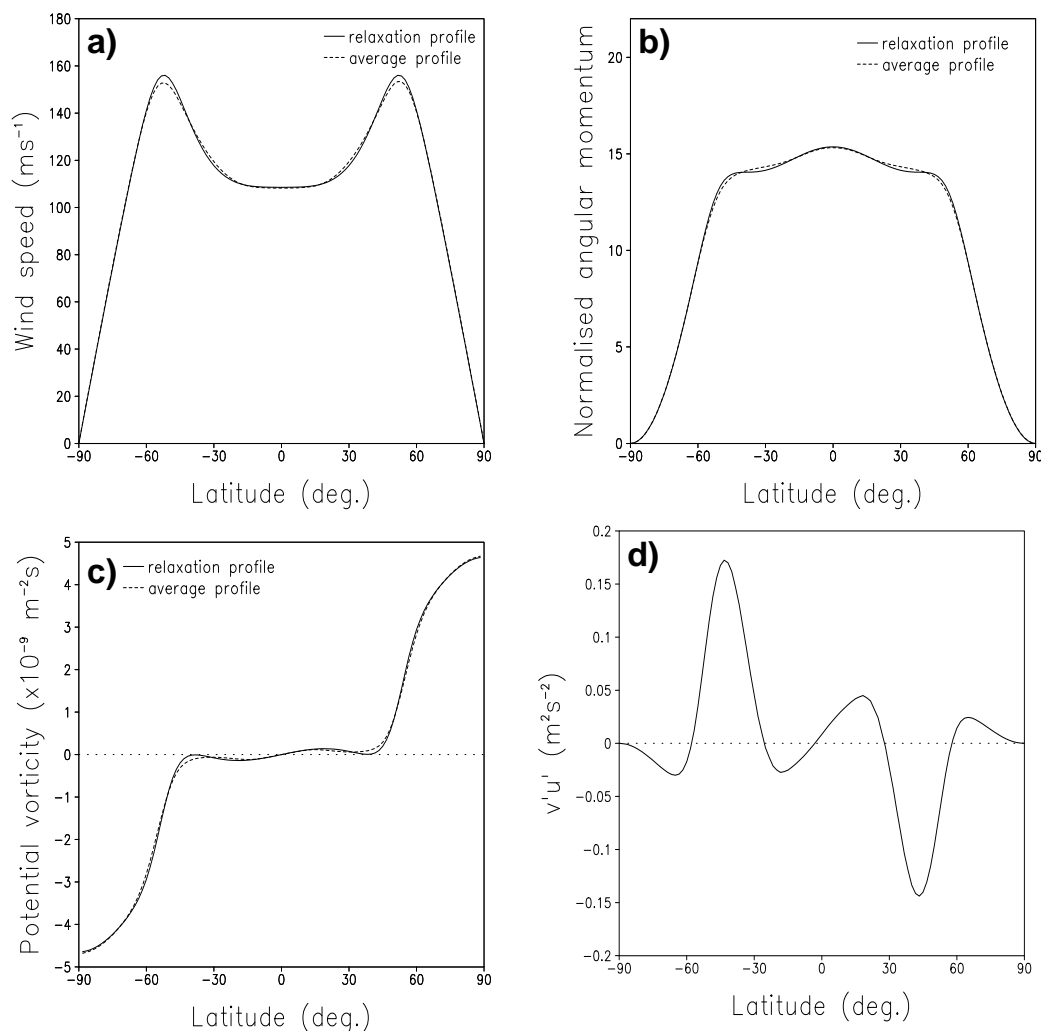 a)
relaxation profile
average profile
180
160
140
120
100
80
60
40
20
0
Wind speed (ms⁻¹)
−90 −60 −30 0 30 60 90
Latitude (deg.)
b)
relaxation profile
average profile
20
15
10
5
0
Normalised angular momentum
−90 −60 −30 0 30 60 90
Latitude (deg.)
c)
relaxation profile
average profile
5
4
3
2
1
0
−1
−2
−3
−4
−5
Potential vorticity (x10⁻⁹ m⁻²s)
−90 −60 −30 0 30 60 90
Latitude (deg.)
d)
0.2
0.15
0.1
0.05
0
−0.05
−0.1
−0.15
−0.2
v'u' (m²s⁻²)
−90 −60 −30 0 30 60 90
Latitude (deg.)